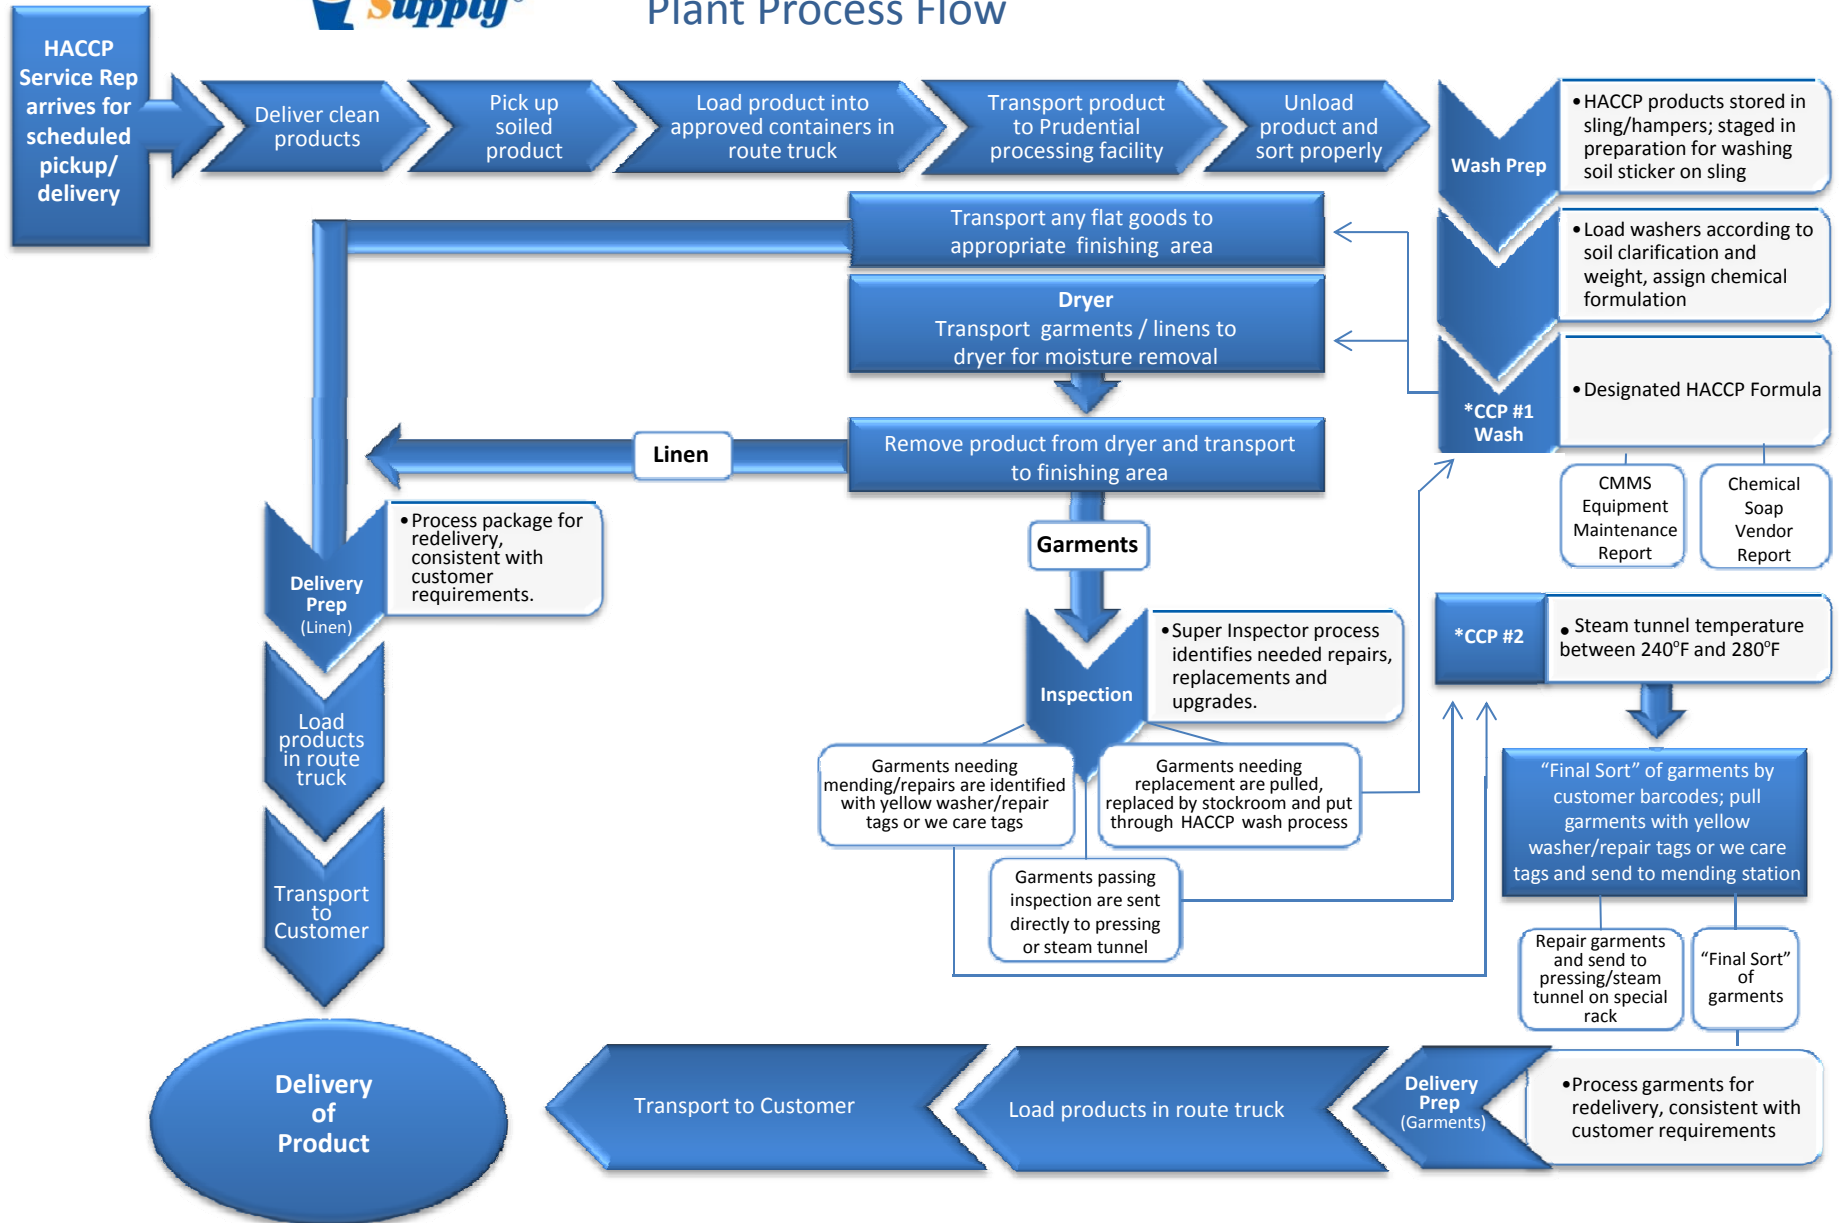 Supply®
Plant Process Flow
HACCP
Service Rep
arrives for
scheduled
pickup/
delivery
Deliver clean
products
Pick up
soiled
product
Load product into
approved containers in
route truck
Transport product
to Prudential
processing facility
Unload
product and
sort properly
Wash Prep
•HACCP products stored in
sling/hampers; staged in
preparation for washing
soil sticker on sling
•Load washers according to
soil clarification and
weight, assign chemical
formulation
*CCP #1
Wash
•Designated HACCP Formula
CMMS
Equipment
Maintenance
Report
Chemical
Soap
Vendor
Report
Transport any flat goods to
appropriate finishing area
Dryer
Transport garments / linens to
dryer for moisture removal
Remove product from dryer and transport
to finishing area
Linen
Garments
Delivery
Prep
(Linen)
•Process package for
redelivery,
consistent with
customer
requirements.
Load
products
in route
truck
Transport
to
Customer
Inspection
•Super Inspector process
identifies needed repairs,
replacements and
upgrades.
Garments needing
mending/repairs are identified
with yellow washer/repair
tags or we care tags
Garments needing
replacement are pulled,
replaced by stockroom and put
through HACCP wash process
Garments passing
inspection are sent
directly to pressing
or steam tunnel
*CCP #2
• Steam tunnel temperature
between 240°F and 280°F
“Final Sort” of garments by
customer barcodes; pull
garments with yellow
washer/repair tags or we care
tags and send to mending station
Repair garments
and send to
pressing/steam
tunnel on special
rack
“Final Sort”
of
garments
Delivery
Prep
(Garments)
•Process garments for
redelivery, consistent with
customer requirements
Load products in route truck
Transport to Customer
Delivery
of
Product